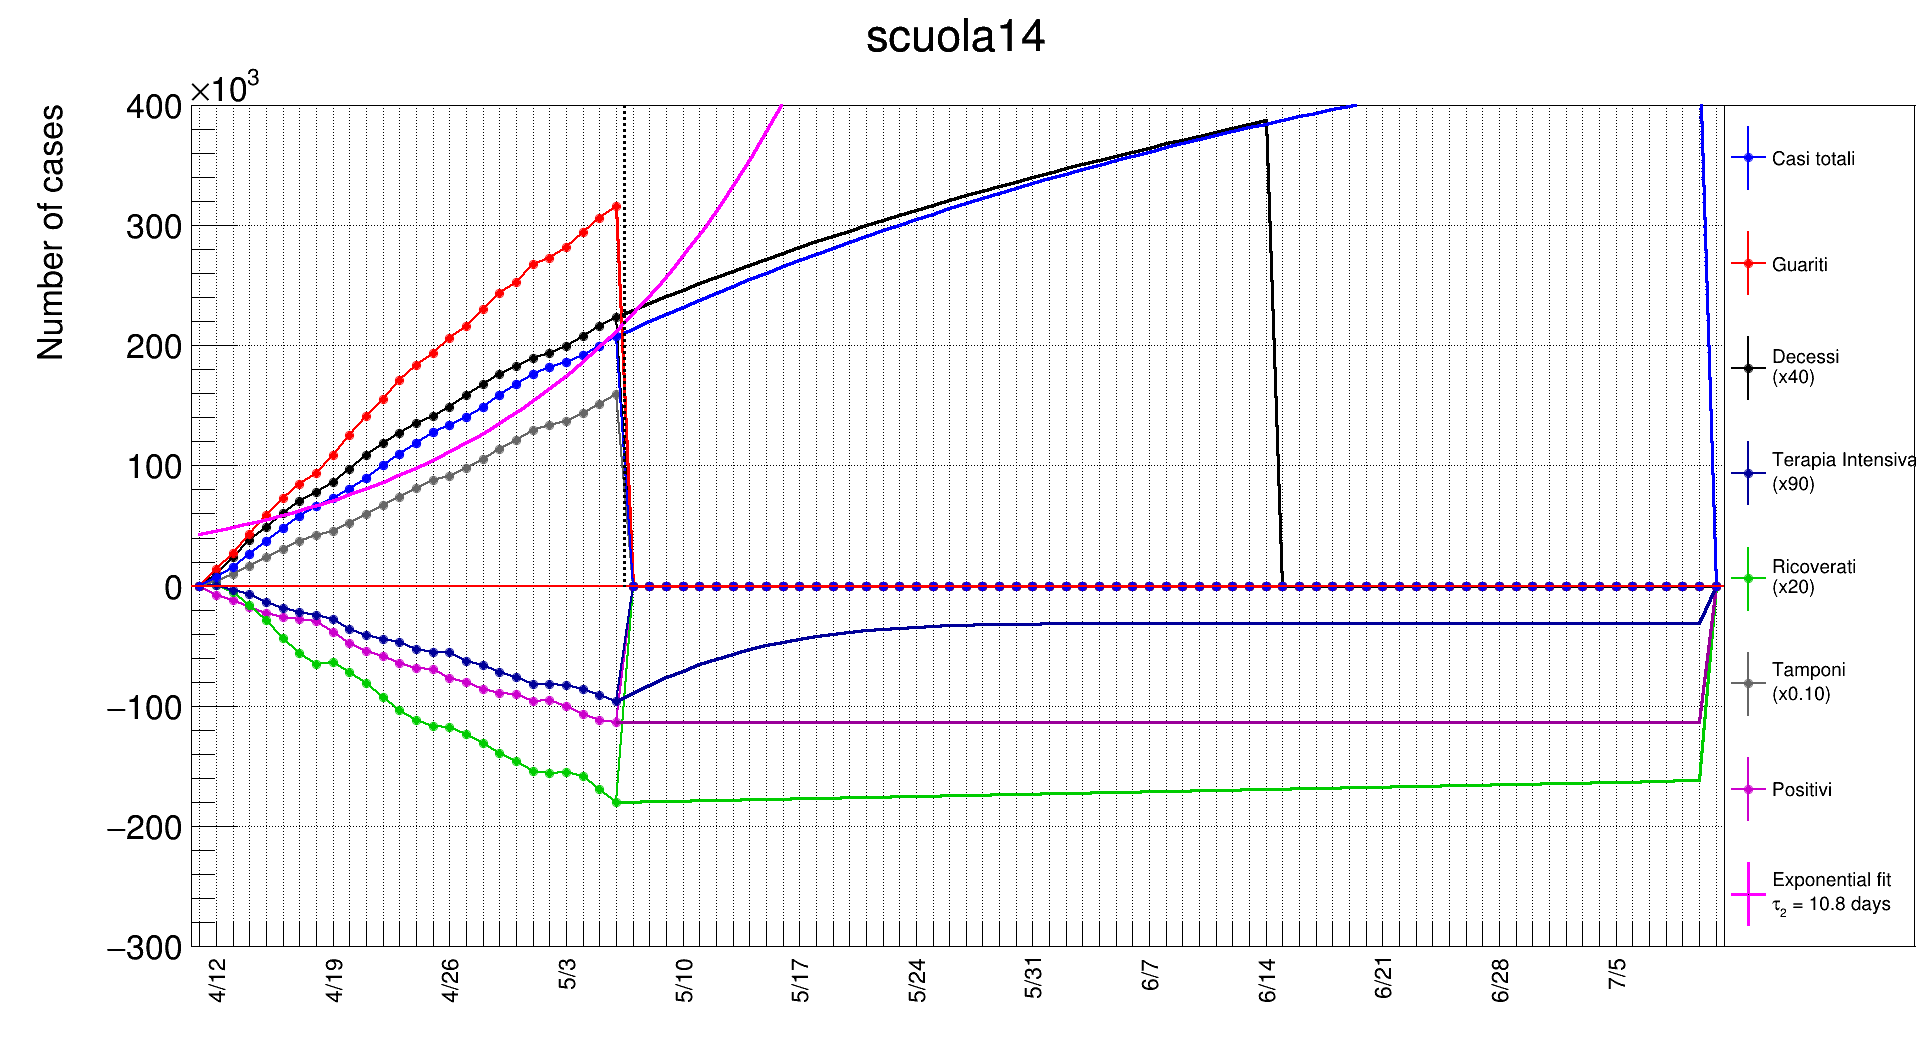 scuola14
×10³
Number of cases
400
300
200
100
0
−100
−200
−300
4/12
4/19
4/26
5/3
5/10
5/17
5/24
5/31
6/7
6/14
6/21
6/28
7/5
Casi totali
Guariti
Decessi
(x40)
Terapia Intensiva
(x90)
Ricoverati
(x20)
Tamponi
(x0.10)
Positivi
Exponential fit
τ₂ = 10.8 days